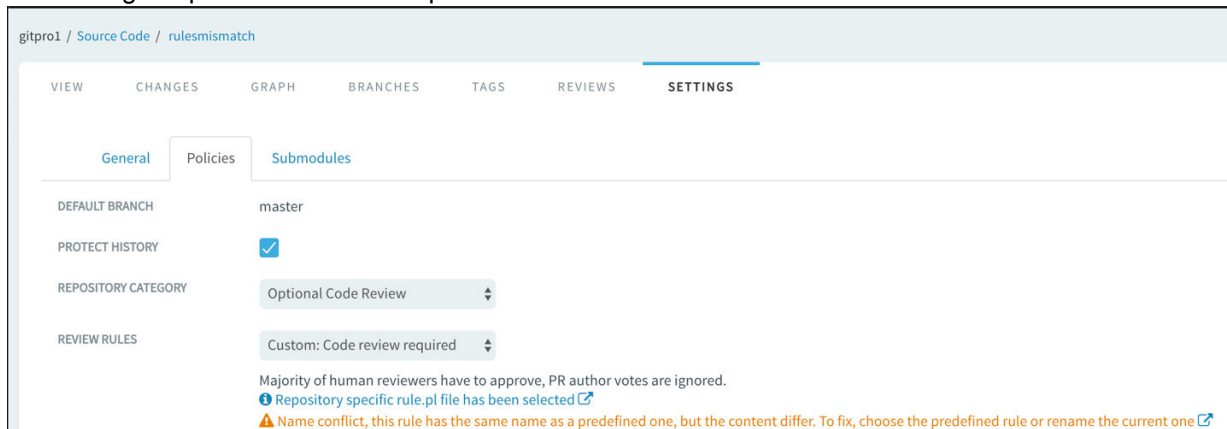 gitpro1 / Source Code / rulesmismatch
VIEW CHANGES GRAPH BRANCHES TAGS REVIEWS SETTINGS
General Policies Submodules
DEFAULT BRANCH master
PROTECT HISTORY
REPOSITORY CATEGORY Optional Code Review
REVIEW RULES Custom: Code review required
Majority of human reviewers have to approve, PR author votes are ignored.
Repository specific rule.pl file has been selected
Name conflict, this rule has the same name as a predefined one, but the content differ. To fix, choose the predefined rule or rename the current one